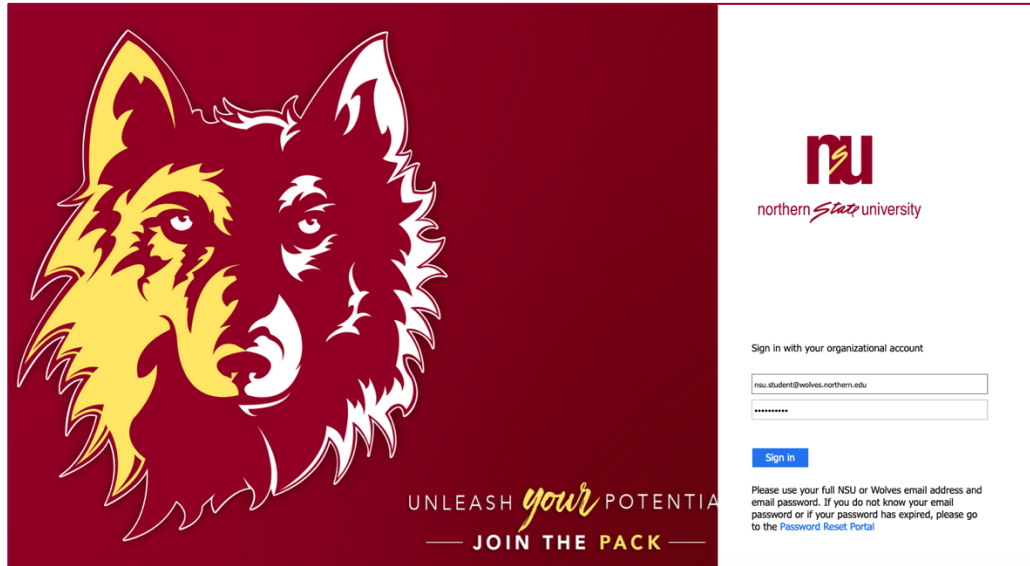 UNLEASH your POTENTIA
JOIN THE PACK
nsu
northern State university
Sign in with your organizational account
nsu.student@wolves.northern.edu
••••••••••
Sign in
Please use your full NSU or Wolves email address and
email password. If you do not know your email
password or if your password has expired, please go
to the Password Reset Portal